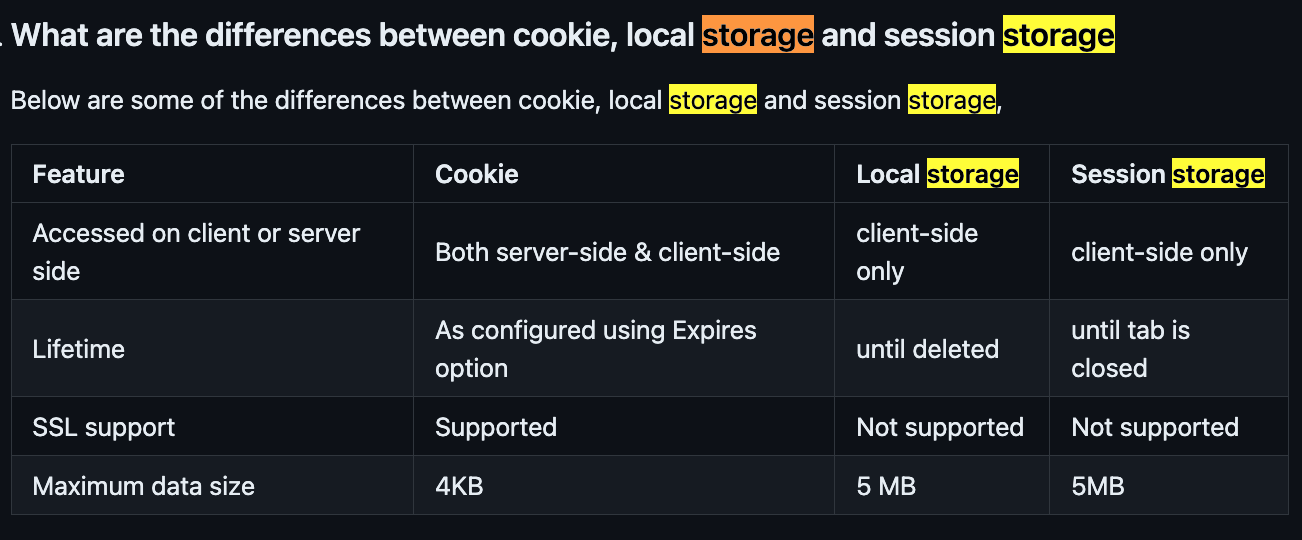 . What are the differences between cookie, local storage and session storage
Below are some of the differences between cookie, local storage and session storage,
Feature Cookie Local storage Session storage
Accessed on client or server
side
Both server-side & client-side
client-side
only
client-side only
Lifetime
As configured using Expires
option
until deleted
until tab is
closed
SSL support Supported Not supported Not supported
Maximum data size 4KB 5 MB 5MB